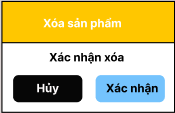 Xóa sản phẩm
Xác nhận xóa
Hủy
Xác nhận